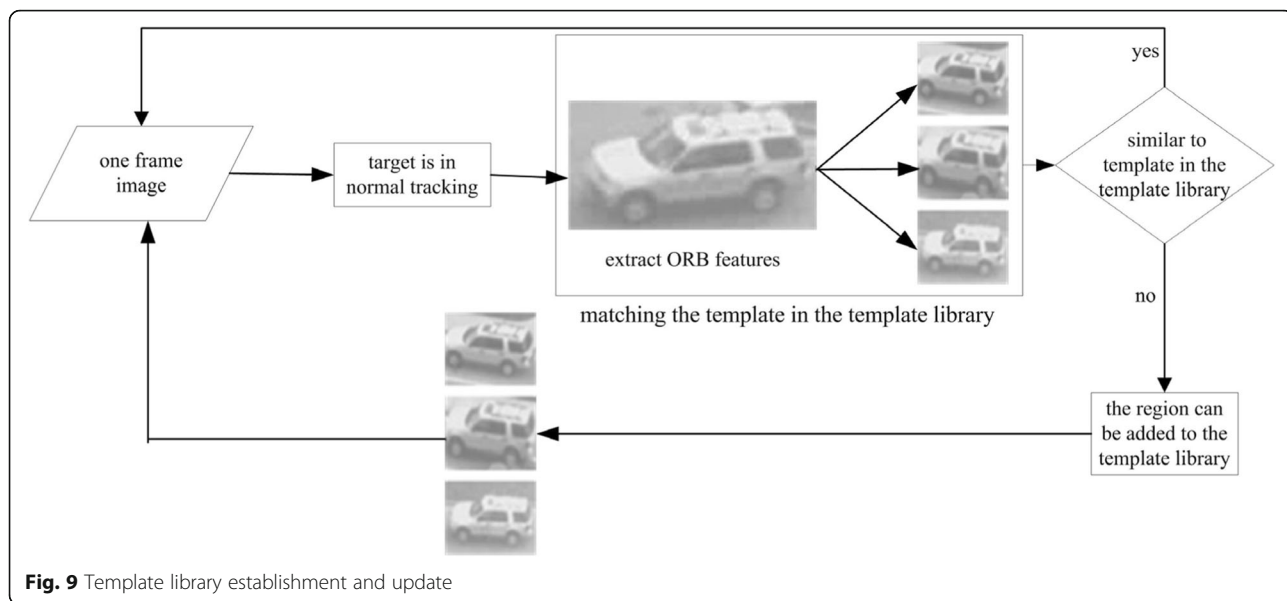 yes
one frame
image
target is in
normal tracking
extract ORB features
similar to
template in the
template library
matching the template in the template library
no
the region can
be added to the
template library
Fig. 9 Template library establishment and update